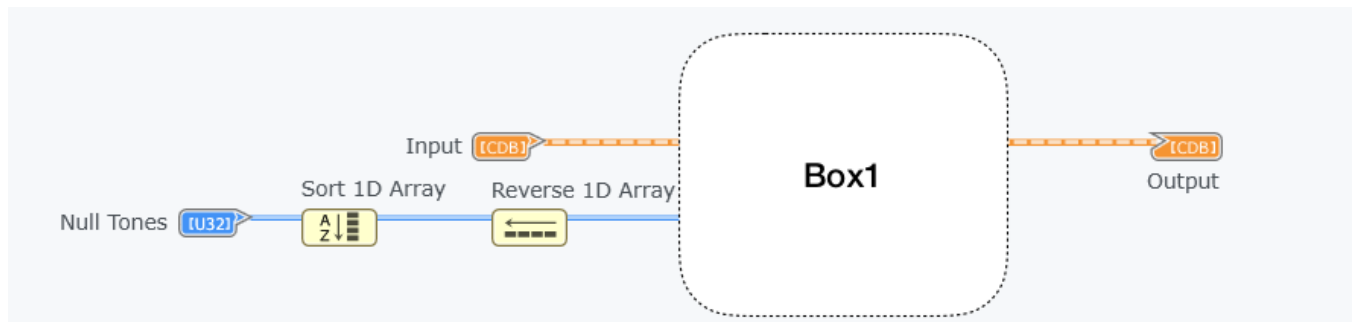 Input [CDB]
Box1
[CDB]
Output
Sort 1D Array
Reverse 1D Array
Null Tones [U32]
A
Z